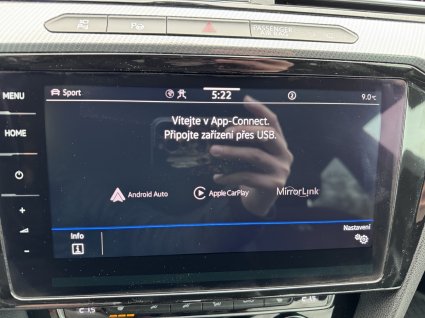 PASSENGER
MENU
Sport
5:22
9.0°C
Vítejte v App-Connect.
Připojte zařízení přes USB.
HOME
Android Auto
Apple CarPlay
MirrorLink
+
-
Info
Nastavení